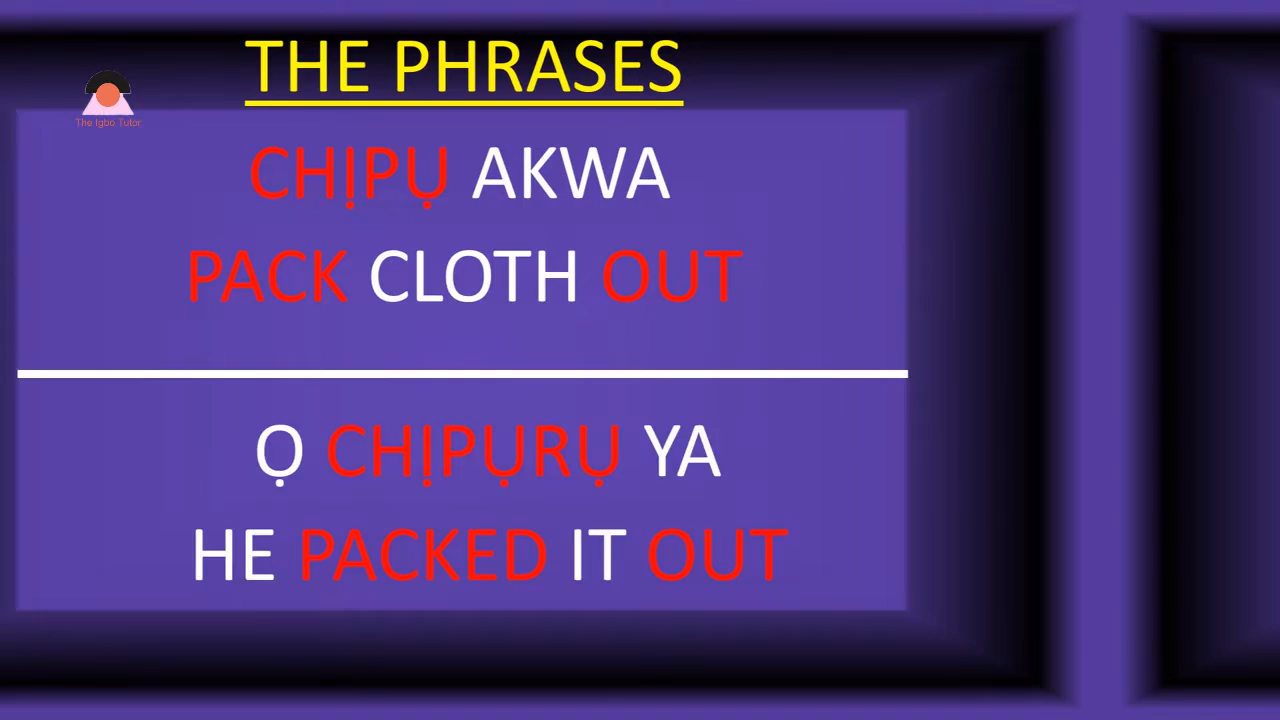 THE PHRASES
The Igbo Tutor
CHỊPỤ AKWA
PACK CLOTH OUT
Ọ CHỊPỤRỤ YA
HE PACKED IT OUT